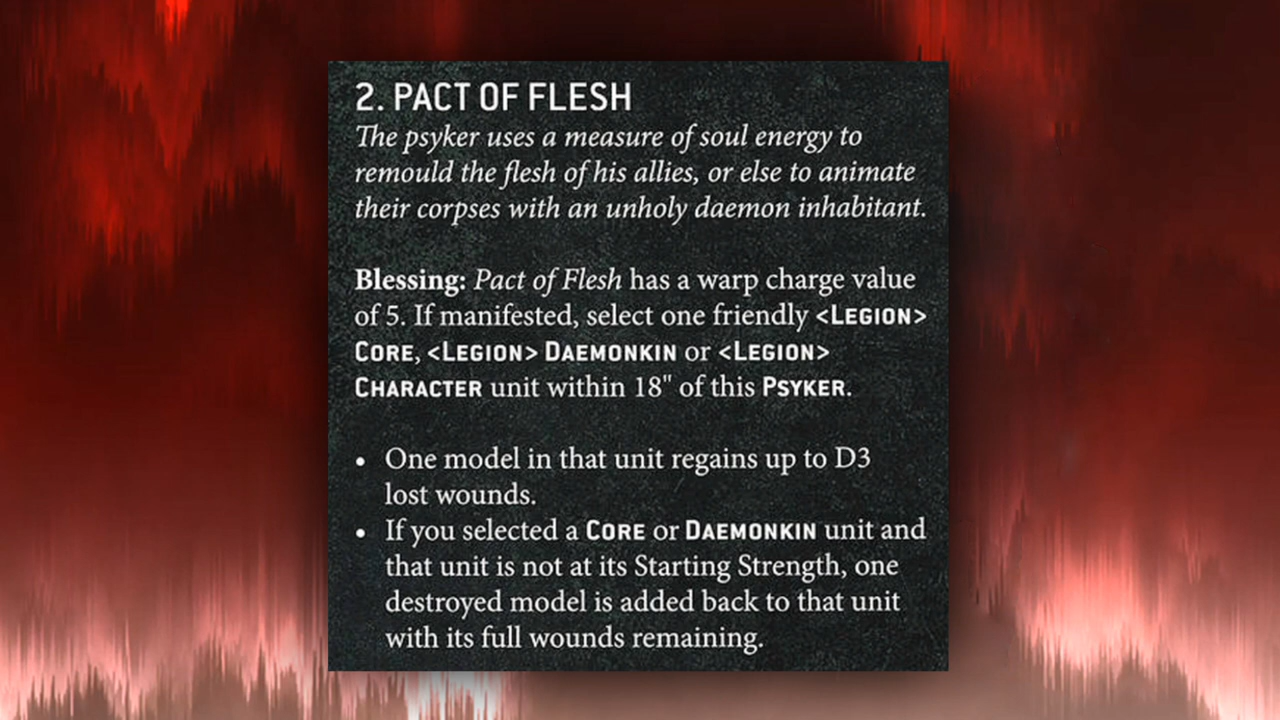 2. PACT OF FLESH
The psyker uses a measure of soul energy to
remould the flesh of his allies, or else to animate
their corpses with an unholy daemon inhabitant.
Blessing: Pact of Flesh has a warp charge value
of 5. If manifested, select one friendly <LEGION>
CORE, <LEGION> DAEMONKIN or <LEGION>
CHARACTER unit within 18" of this PSYKER.
• One model in that unit regains up to D3
lost wounds.
• If you selected a CORE or DAEMONKIN unit and
that unit is not at its Starting Strength, one
destroyed model is added back to that unit
with its full wounds remaining.